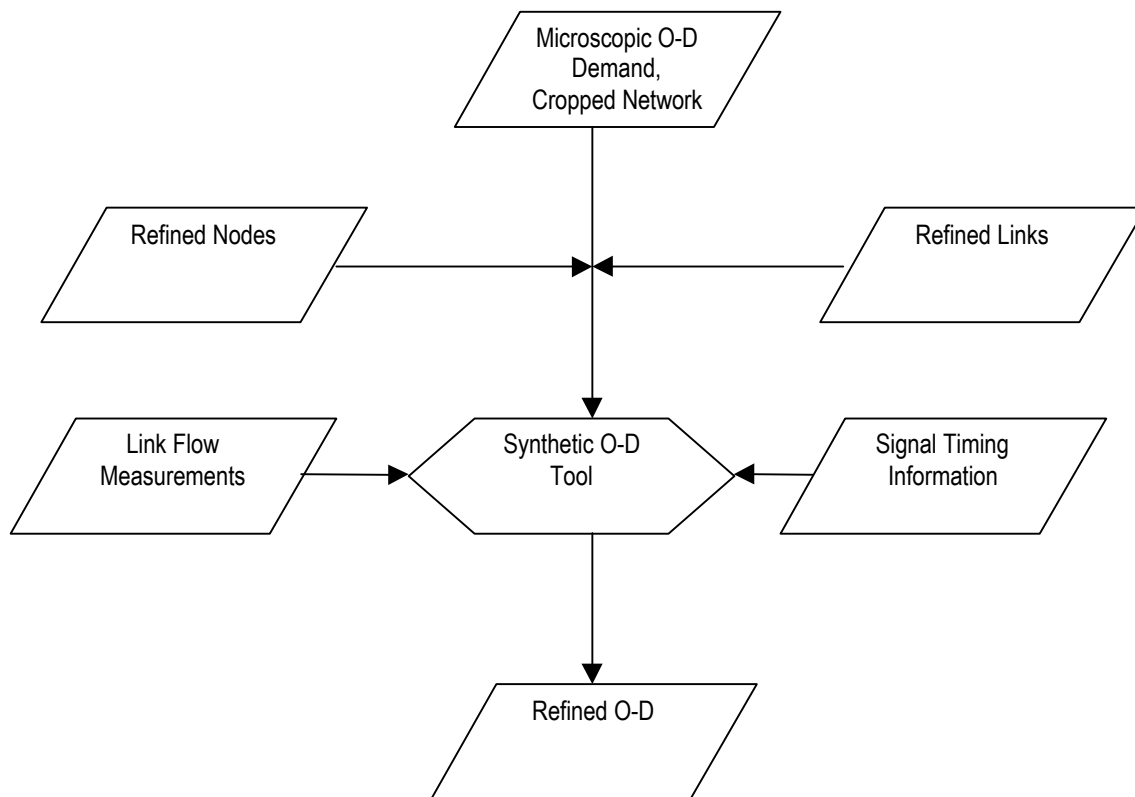 Microscopic O-D
Demand,
Cropped Network
Refined Nodes
Refined Links
Link Flow
Measurements
Synthetic O-D
Tool
Signal Timing
Information
Refined O-D